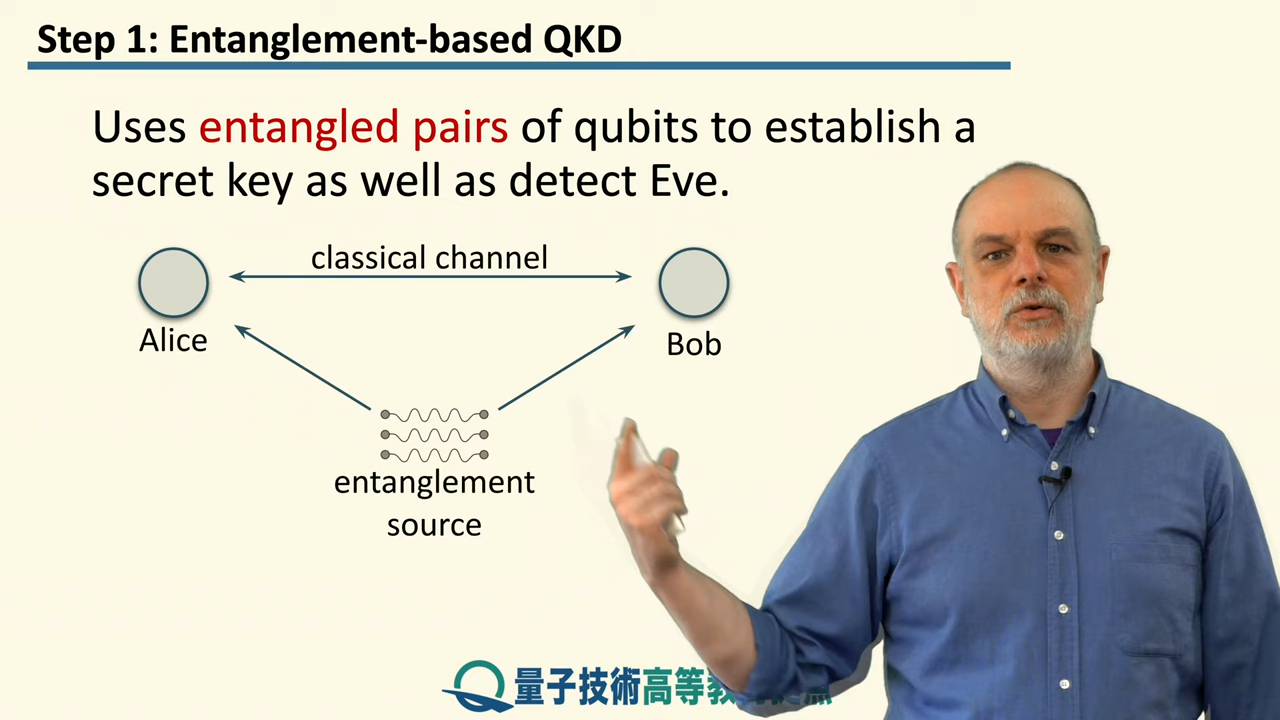 Step 1: Entanglement-based QKD
Uses entangled pairs of qubits to establish a
secret key as well as detect Eve.
classical channel
Alice
Bob
entanglement
source
量子技術高等教